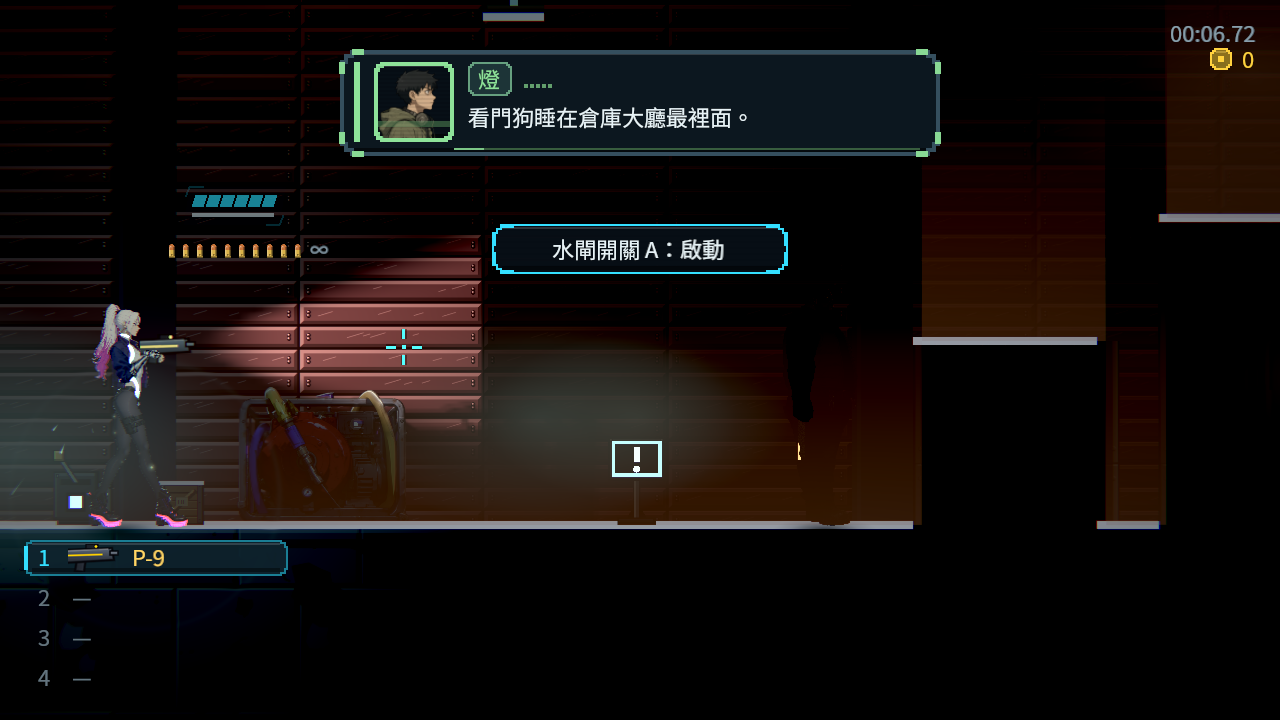 00:06.72
0
燈
看門狗睡在倉庫大廳最裡面。
∞
水閘開關 A：啟動
!
1 P-9
2 —
3 —
4 —